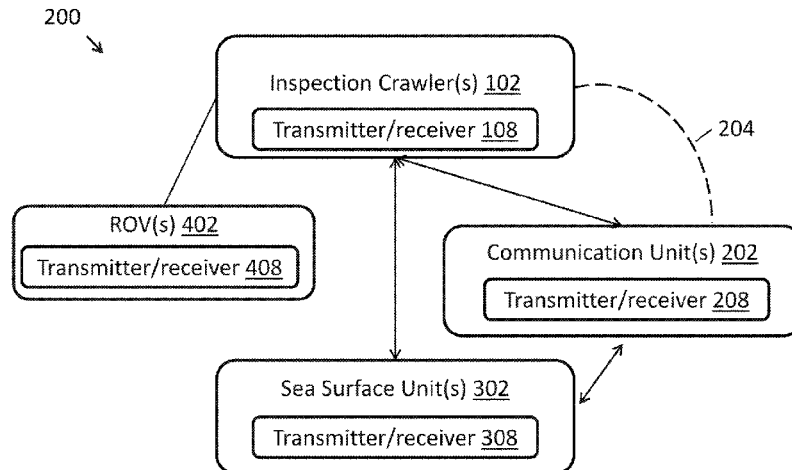 200
Inspection Crawler(s) 102
Transmitter/receiver 108
204
ROV(s) 402
Transmitter/receiver 408
Communication Unit(s) 202
Transmitter/receiver 208
Sea Surface Unit(s) 302
Transmitter/receiver 308